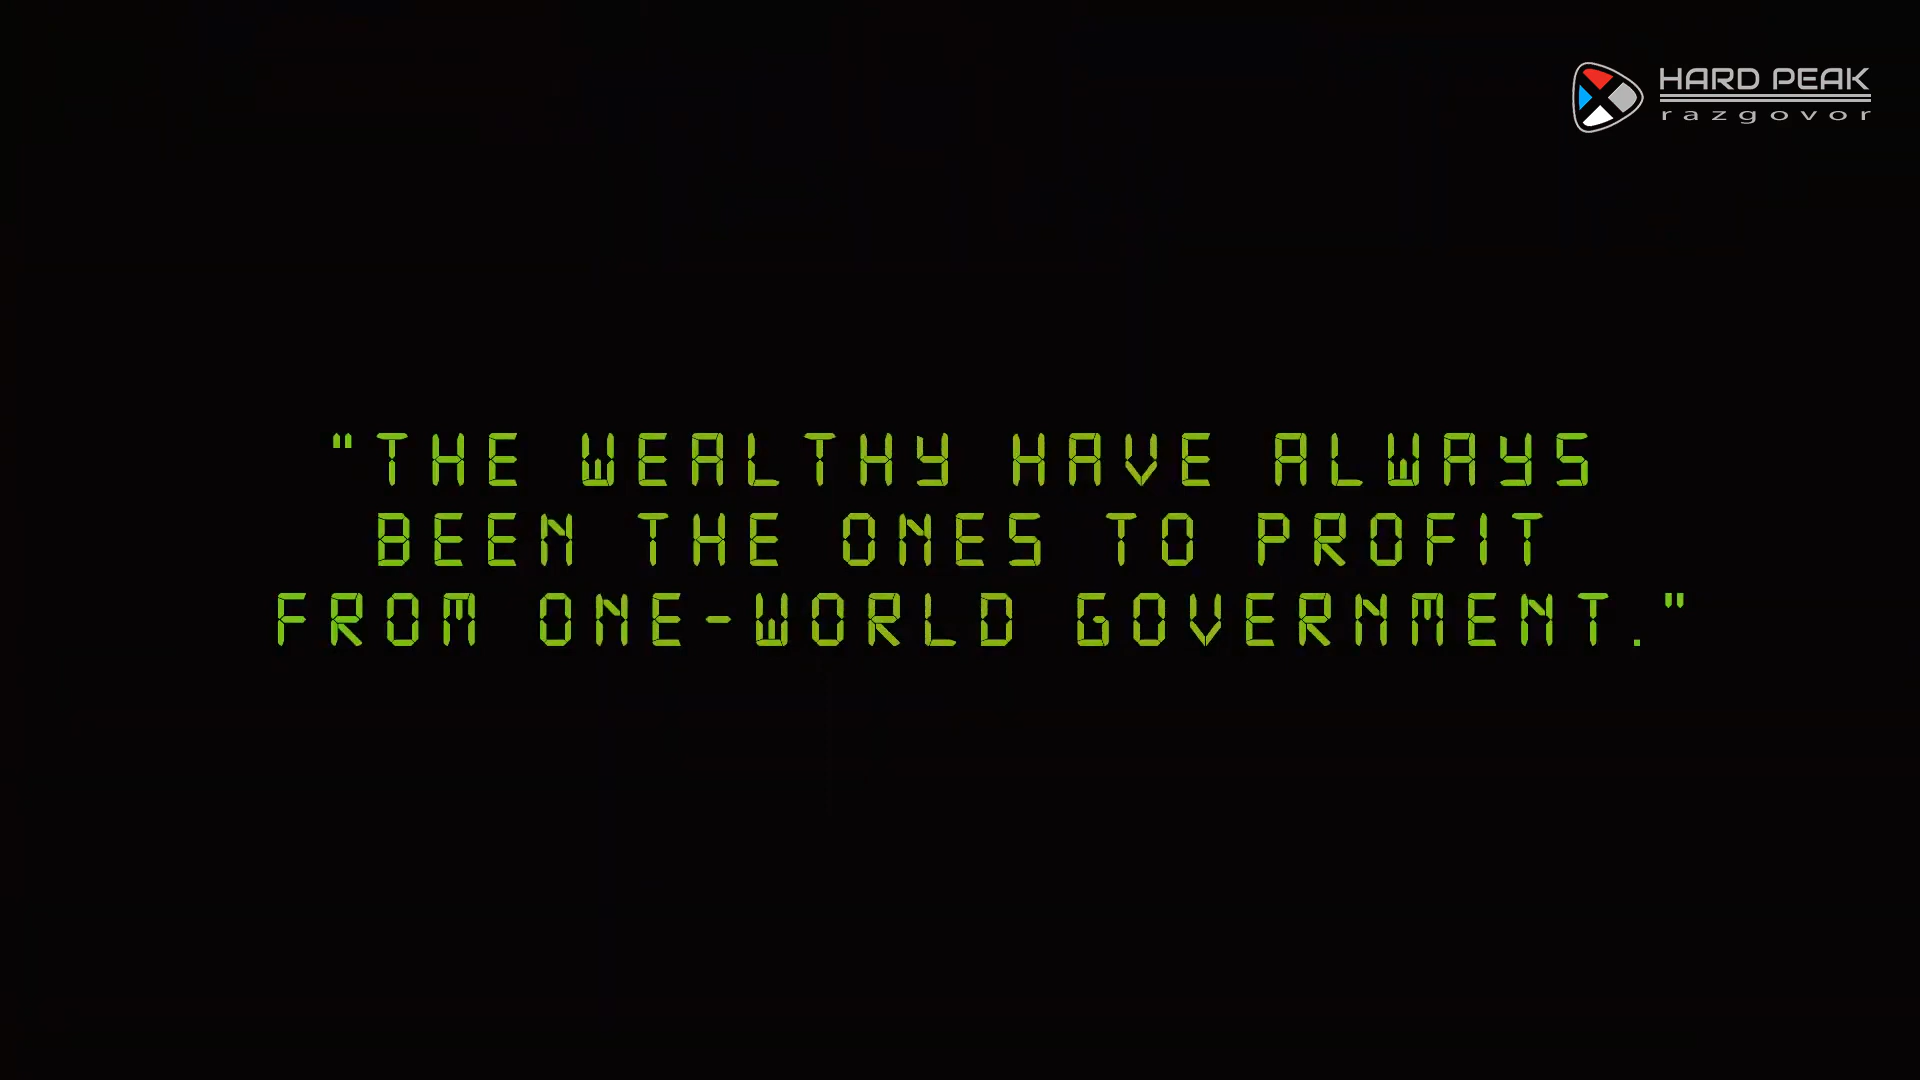 HARD PEAK
razgovor
"THE WEALTHY HAVE ALWAYS
BEEN THE ONES TO PROFIT
FROM ONE-WORLD GOVERNMENT."